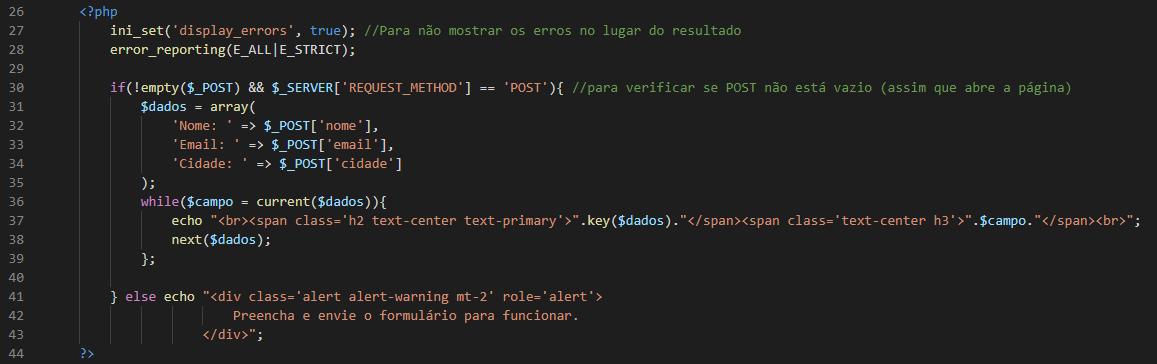 26 <?php
27 ini_set('display_errors', true); //Para não mostrar os erros no lugar do resultado
28 error_reporting(E_ALL|E_STRICT);
29
30 if(!empty($_POST) && $_SERVER['REQUEST_METHOD'] == 'POST'){ //para verificar se POST não está vazio (assim que abre a página)
31 $dados = array(
32 'Nome: ' => $_POST['nome'],
33 'Email: ' => $_POST['email'],
34 'Cidade: ' => $_POST['cidade']
35 );
36 while($campo = current($dados)){
37 echo "<br><span class='h2 text-center text-primary'>".key($dados)."</span><span class='text-center h3'>".$campo."</span><br>";
38 next($dados);
39 };
40
41 } else echo "<div class='alert alert-warning mt-2' role='alert'>
42 Preencha e envie o formulário para funcionar.
43 </div>";
44 ?>